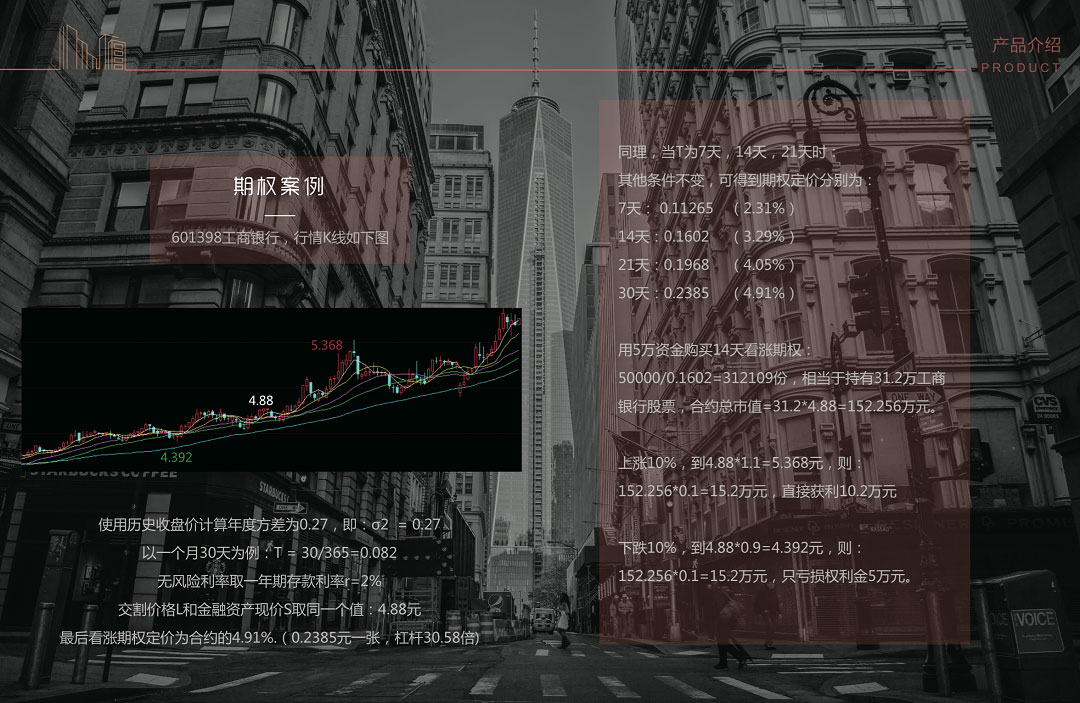 产品介绍
PRODUCT
期权案例
601398工商银行，行情K线如下图
5.368
4.88
4.392
STARBUCKS COFFEE
使用历史收盘价计算年度方差为0.27，即：σ2 = 0.27
以一个月30天为例：T = 30/365=0.082
无风险利率取一年期存款利率r=2%
交割价格L和金融资产现价S取同一个值：4.88元
最后看涨期权定价为合约的4.91%.（0.2385元一张，杠杆30.58倍)
同理，当T为7天，14天，21天时：
其他条件不变，可得到期权定价分别为：
7天： 0.11265 （2.31%）
14天：0.1602 （3.29%）
21天：0.1968 （4.05%）
30天：0.2385 （4.91%）
用5万资金购买14天看涨期权：
50000/0.1602=312109份，相当于持有31.2万工商
银行股票，合约总市值=31.2*4.88=152.256万元。
上涨10%，到4.88*1.1=5.368元，则：
152.256*0.1=15.2万元，直接获利10.2万元
下跌10%，到4.88*0.9=4.392元，则：
152.256*0.1=15.2万元，只亏损权利金5万元。
CVS
VOICE